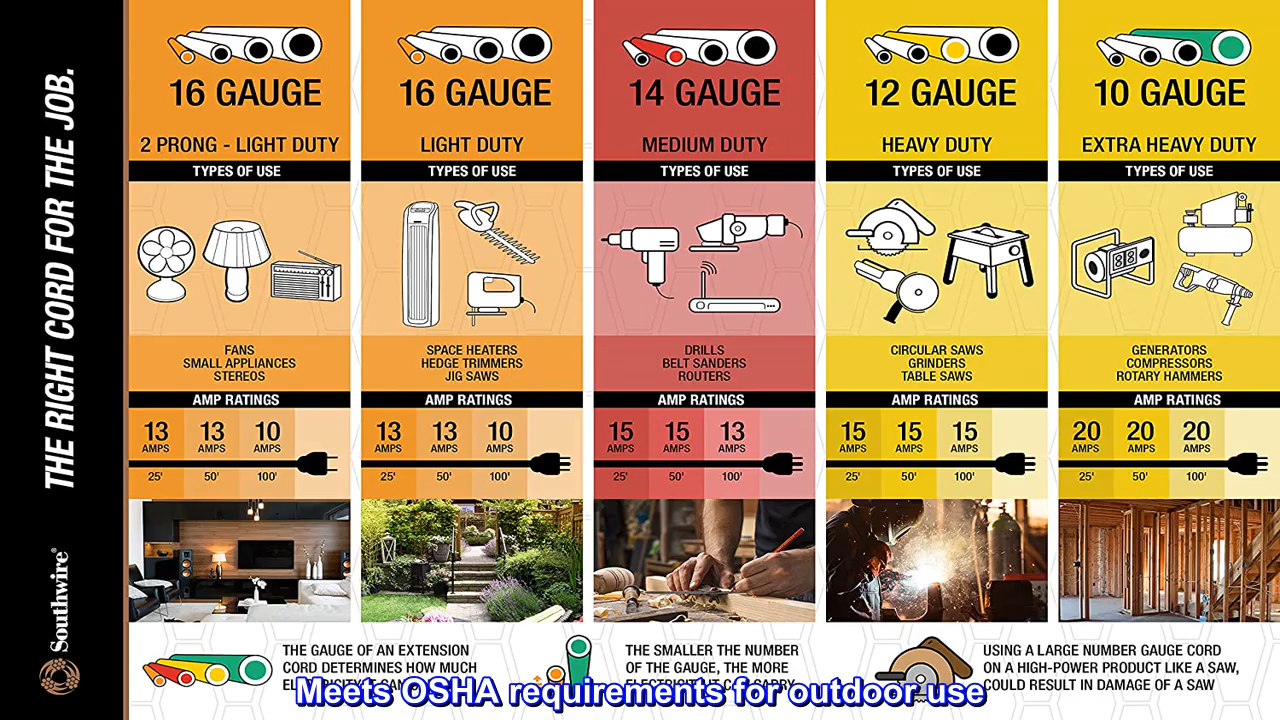 THE RIGHT CORD FOR THE JOB.
Southwire®
16 GAUGE
2 PRONG - LIGHT DUTY
TYPES OF USE
FANS
SMALL APPLIANCES
STEREOS
AMP RATINGS
13 AMPS 13 AMPS 10 AMPS
25' 50' 100'
16 GAUGE
LIGHT DUTY
TYPES OF USE
SPACE HEATERS
HEDGE TRIMMERS
JIG SAWS
AMP RATINGS
13 AMPS 13 AMPS 10 AMPS
25' 50' 100'
14 GAUGE
MEDIUM DUTY
TYPES OF USE
DRILLS
BELT SANDERS
ROUTERS
AMP RATINGS
15 AMPS 15 AMPS 13 AMPS
25' 50' 100'
12 GAUGE
HEAVY DUTY
TYPES OF USE
CIRCULAR SAWS
GRINDERS
TABLE SAWS
AMP RATINGS
15 AMPS 15 AMPS 15 AMPS
25' 50' 100'
10 GAUGE
EXTRA HEAVY DUTY
TYPES OF USE
GENERATORS
COMPRESSORS
ROTARY HAMMERS
AMP RATINGS
20 AMPS 20 AMPS 20 AMPS
25' 50' 100'
THE GAUGE OF AN EXTENSION
CORD DETERMINES HOW MUCH
THE SMALLER THE NUMBER
OF THE GAUGE, THE MORE
USING A LARGE NUMBER GAUGE CORD
ON A HIGH-POWER PRODUCT LIKE A SAW,
COULD RESULT IN DAMAGE OF A SAW
Meets OSHA requirements for outdoor use